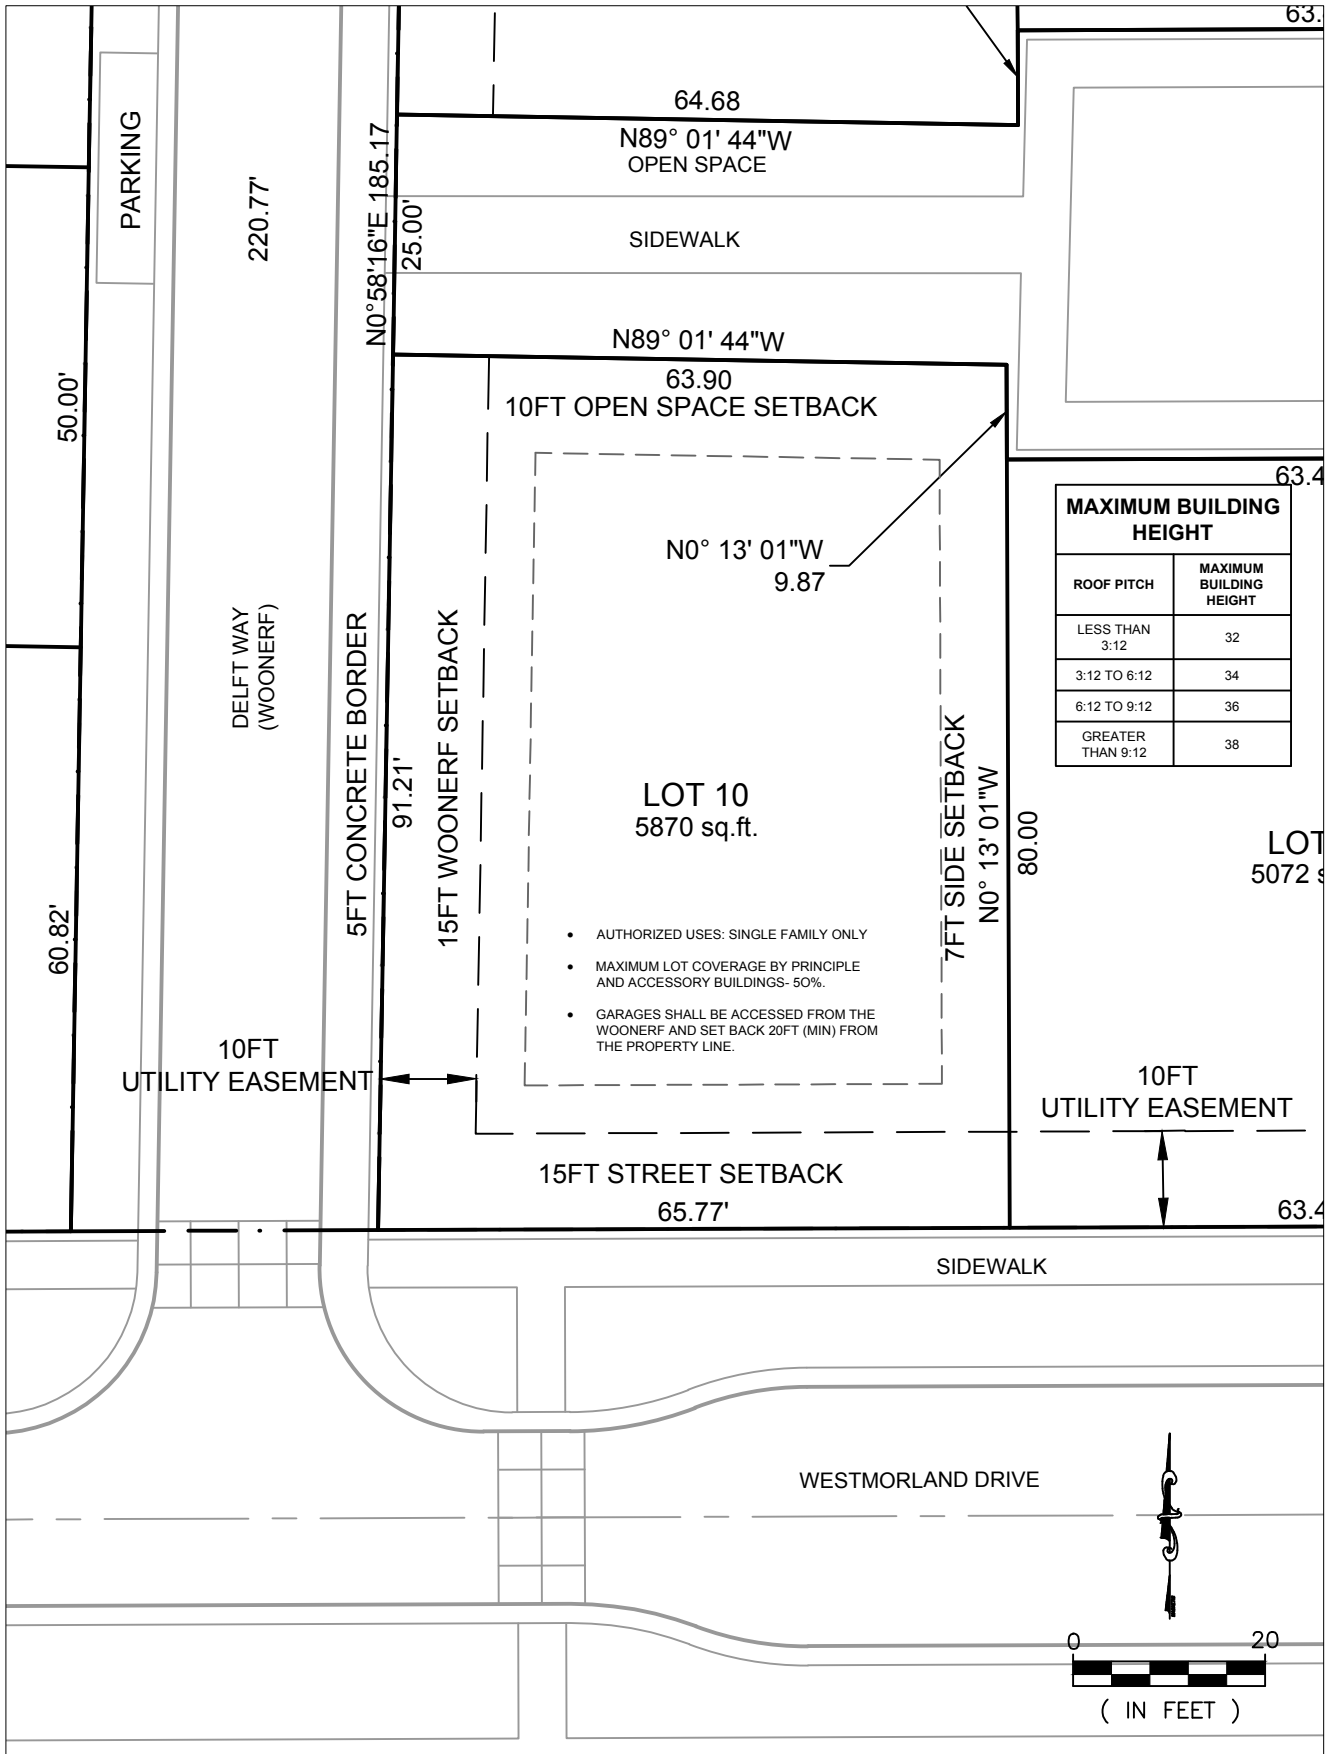 63.
64.68
N89° 01' 44"W
OPEN SPACE
PARKING
220.77'
N0°58'16"E 185.17
25.00'
SIDEWALK
N89° 01' 44"W
63.90
10FT OPEN SPACE SETBACK
50.00'
63.4
MAXIMUM BUILDING
HEIGHT
ROOF PITCH
MAXIMUM
BUILDING
HEIGHT
LESS THAN
3:12
32
3:12 TO 6:12
34
6:12 TO 9:12
36
GREATER
THAN 9:12
38
N0° 13' 01"W
9.87
DELFT WAY
(WOONERF)
5FT CONCRETE BORDER
91.21'
15FT WOONERF SETBACK
LOT 10
5870 sq.ft.
7FT SIDE SETBACK
N0° 13' 01"W
80.00
LOT
5072 s
60.82'
• AUTHORIZED USES: SINGLE FAMILY ONLY
• MAXIMUM LOT COVERAGE BY PRINCIPLE
AND ACCESSORY BUILDINGS- 50%.
• GARAGES SHALL BE ACCESSED FROM THE
WOONERF AND SET BACK 20FT (MIN) FROM
THE PROPERTY LINE.
10FT
UTILITY EASEMENT
10FT
UTILITY EASEMENT
15FT STREET SETBACK
65.77'
63.4
SIDEWALK
WESTMORLAND DRIVE
0 20
( IN FEET )